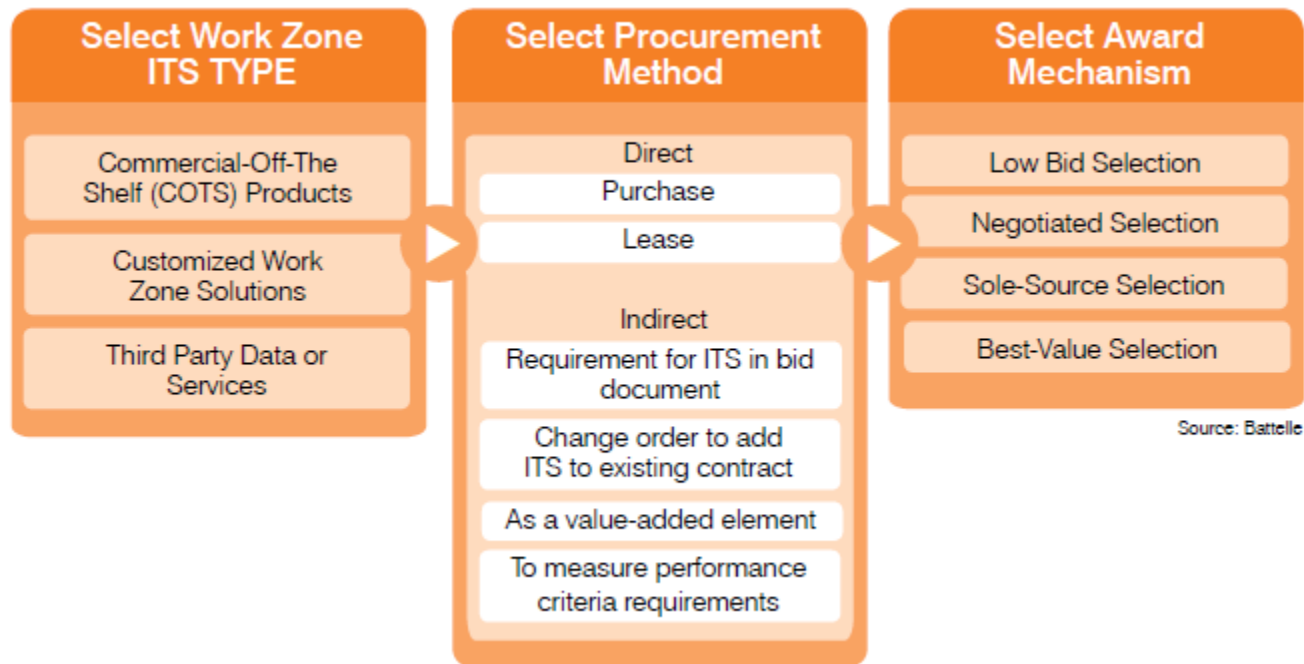 Select Work Zone
ITS TYPE
Commercial-Off-The
Shelf (COTS) Products
Customized Work
Zone Solutions
Third Party Data or
Services
Select Procurement
Method
Direct
Purchase
Lease
Indirect
Requirement for ITS in bid
document
Change order to add
ITS to existing contract
As a value-added element
To measure performance
criteria requirements
Select Award
Mechanism
Low Bid Selection
Negotiated Selection
Sole-Source Selection
Best-Value Selection
Source: Battelle